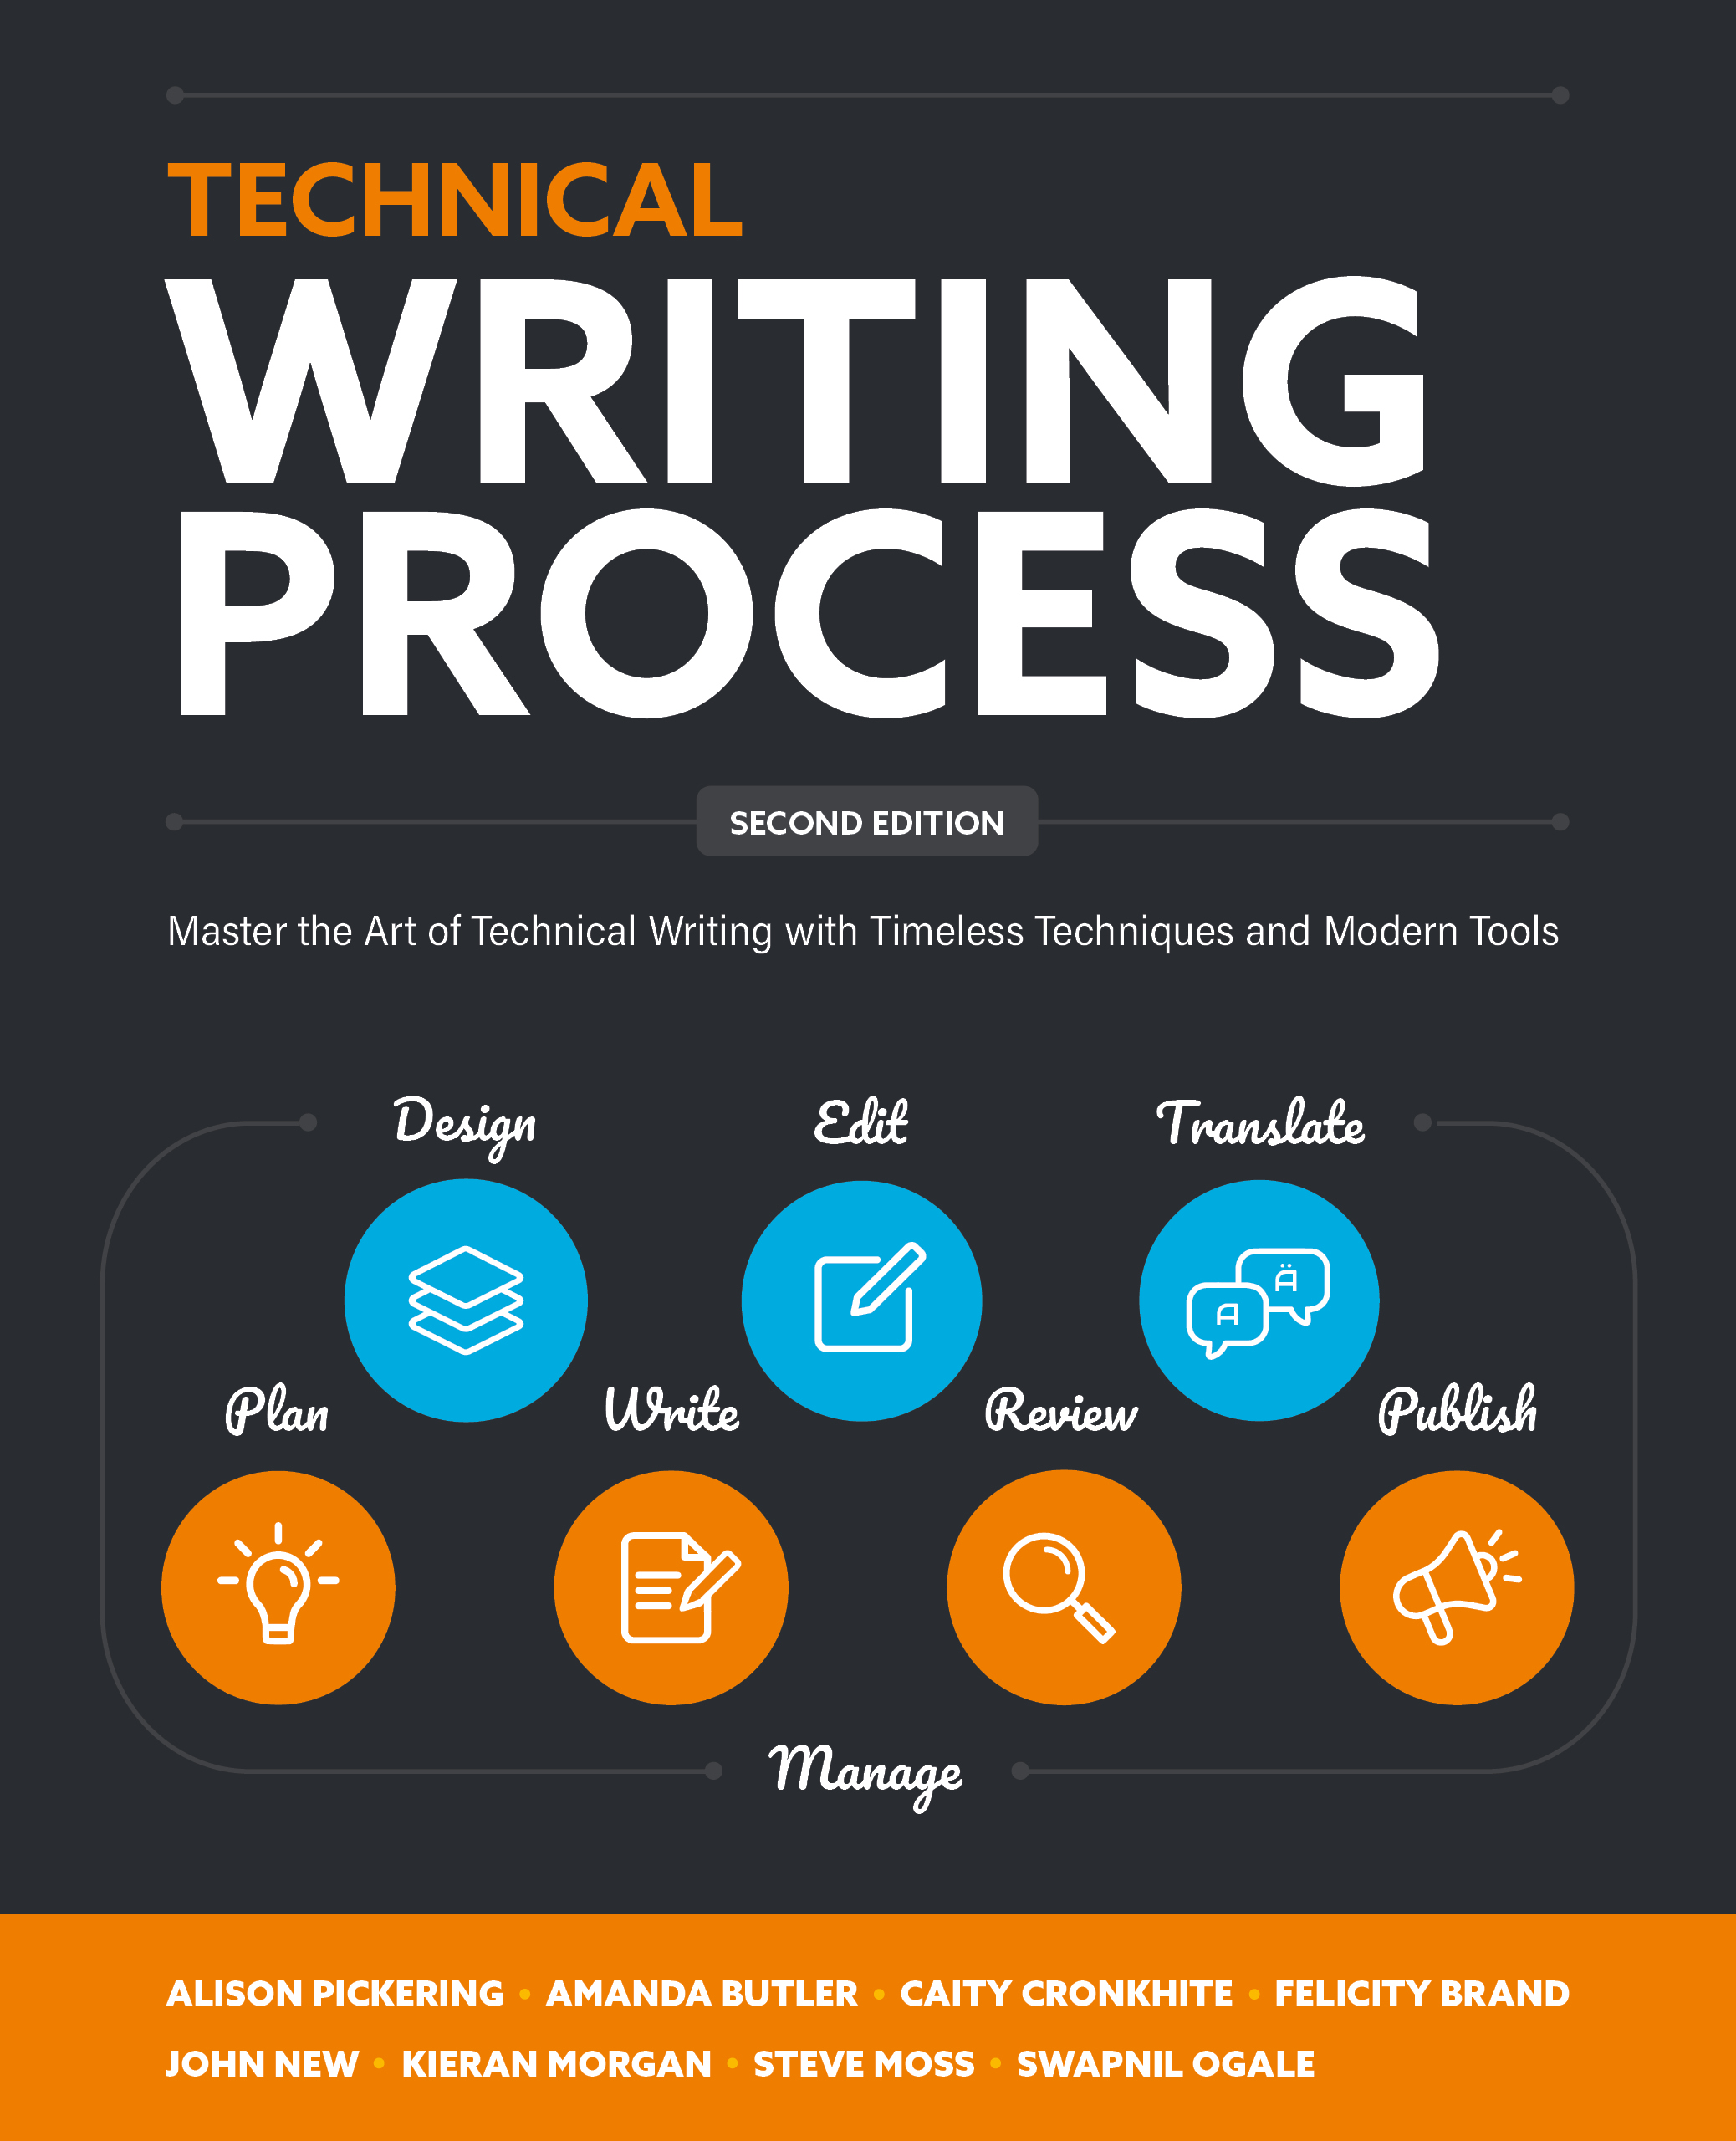 TECHNICAL
WRITING
PROCESS
SECOND EDITION
Master the Art of Technical Writing with Timeless Techniques and Modern Tools
Design Edit Translate
A Ä
Plan Write Review Publish
Manage
ALISON PICKERING • AMANDA BUTLER • CAITY CRONKHITE • FELICITY BRAND
JOHN NEW • KIERAN MORGAN • STEVE MOSS • SWAPNIL OGALE